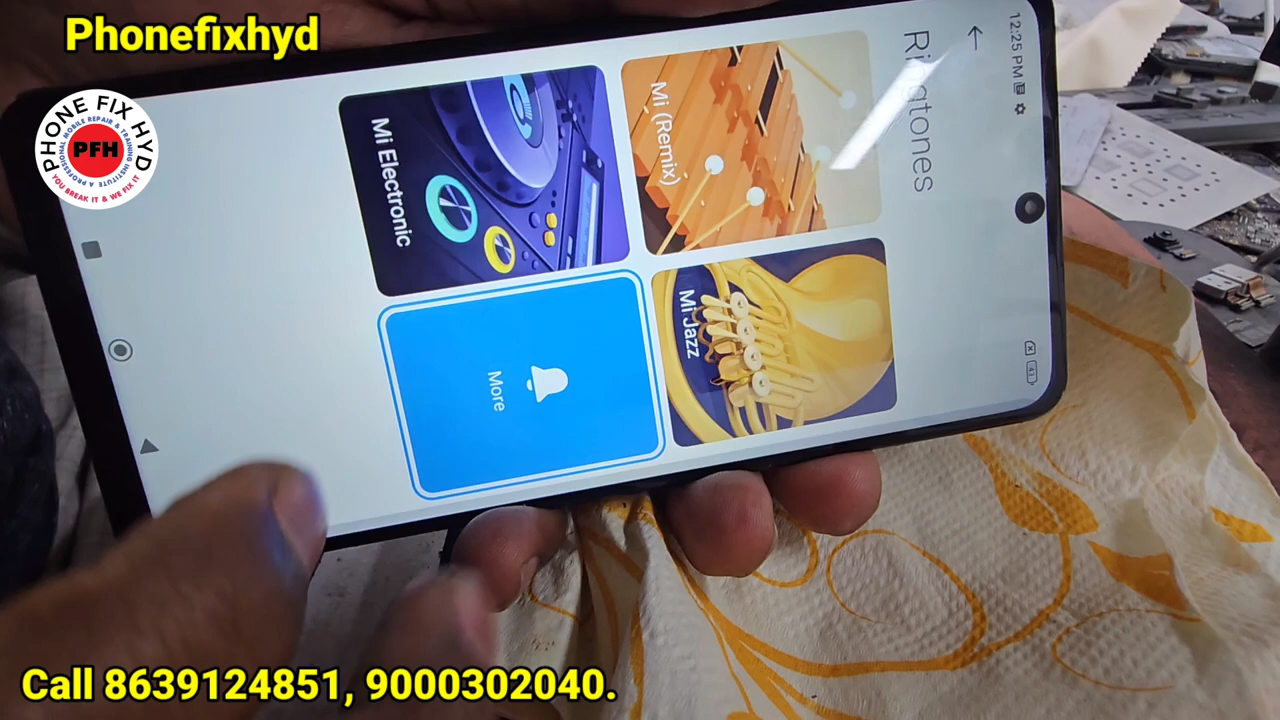 Phonefixhyd
PHONE FIX HYD
A PROFESSIONAL MOBILE REPAIR & TRAINING INSTITUTE
PFH
YOU BREAK IT & WE FIX IT
12:25 PM
Ringtones
Mi (Remix)
Mi Jazz
Mi Electronic
More
43
Call 8639124851, 9000302040.